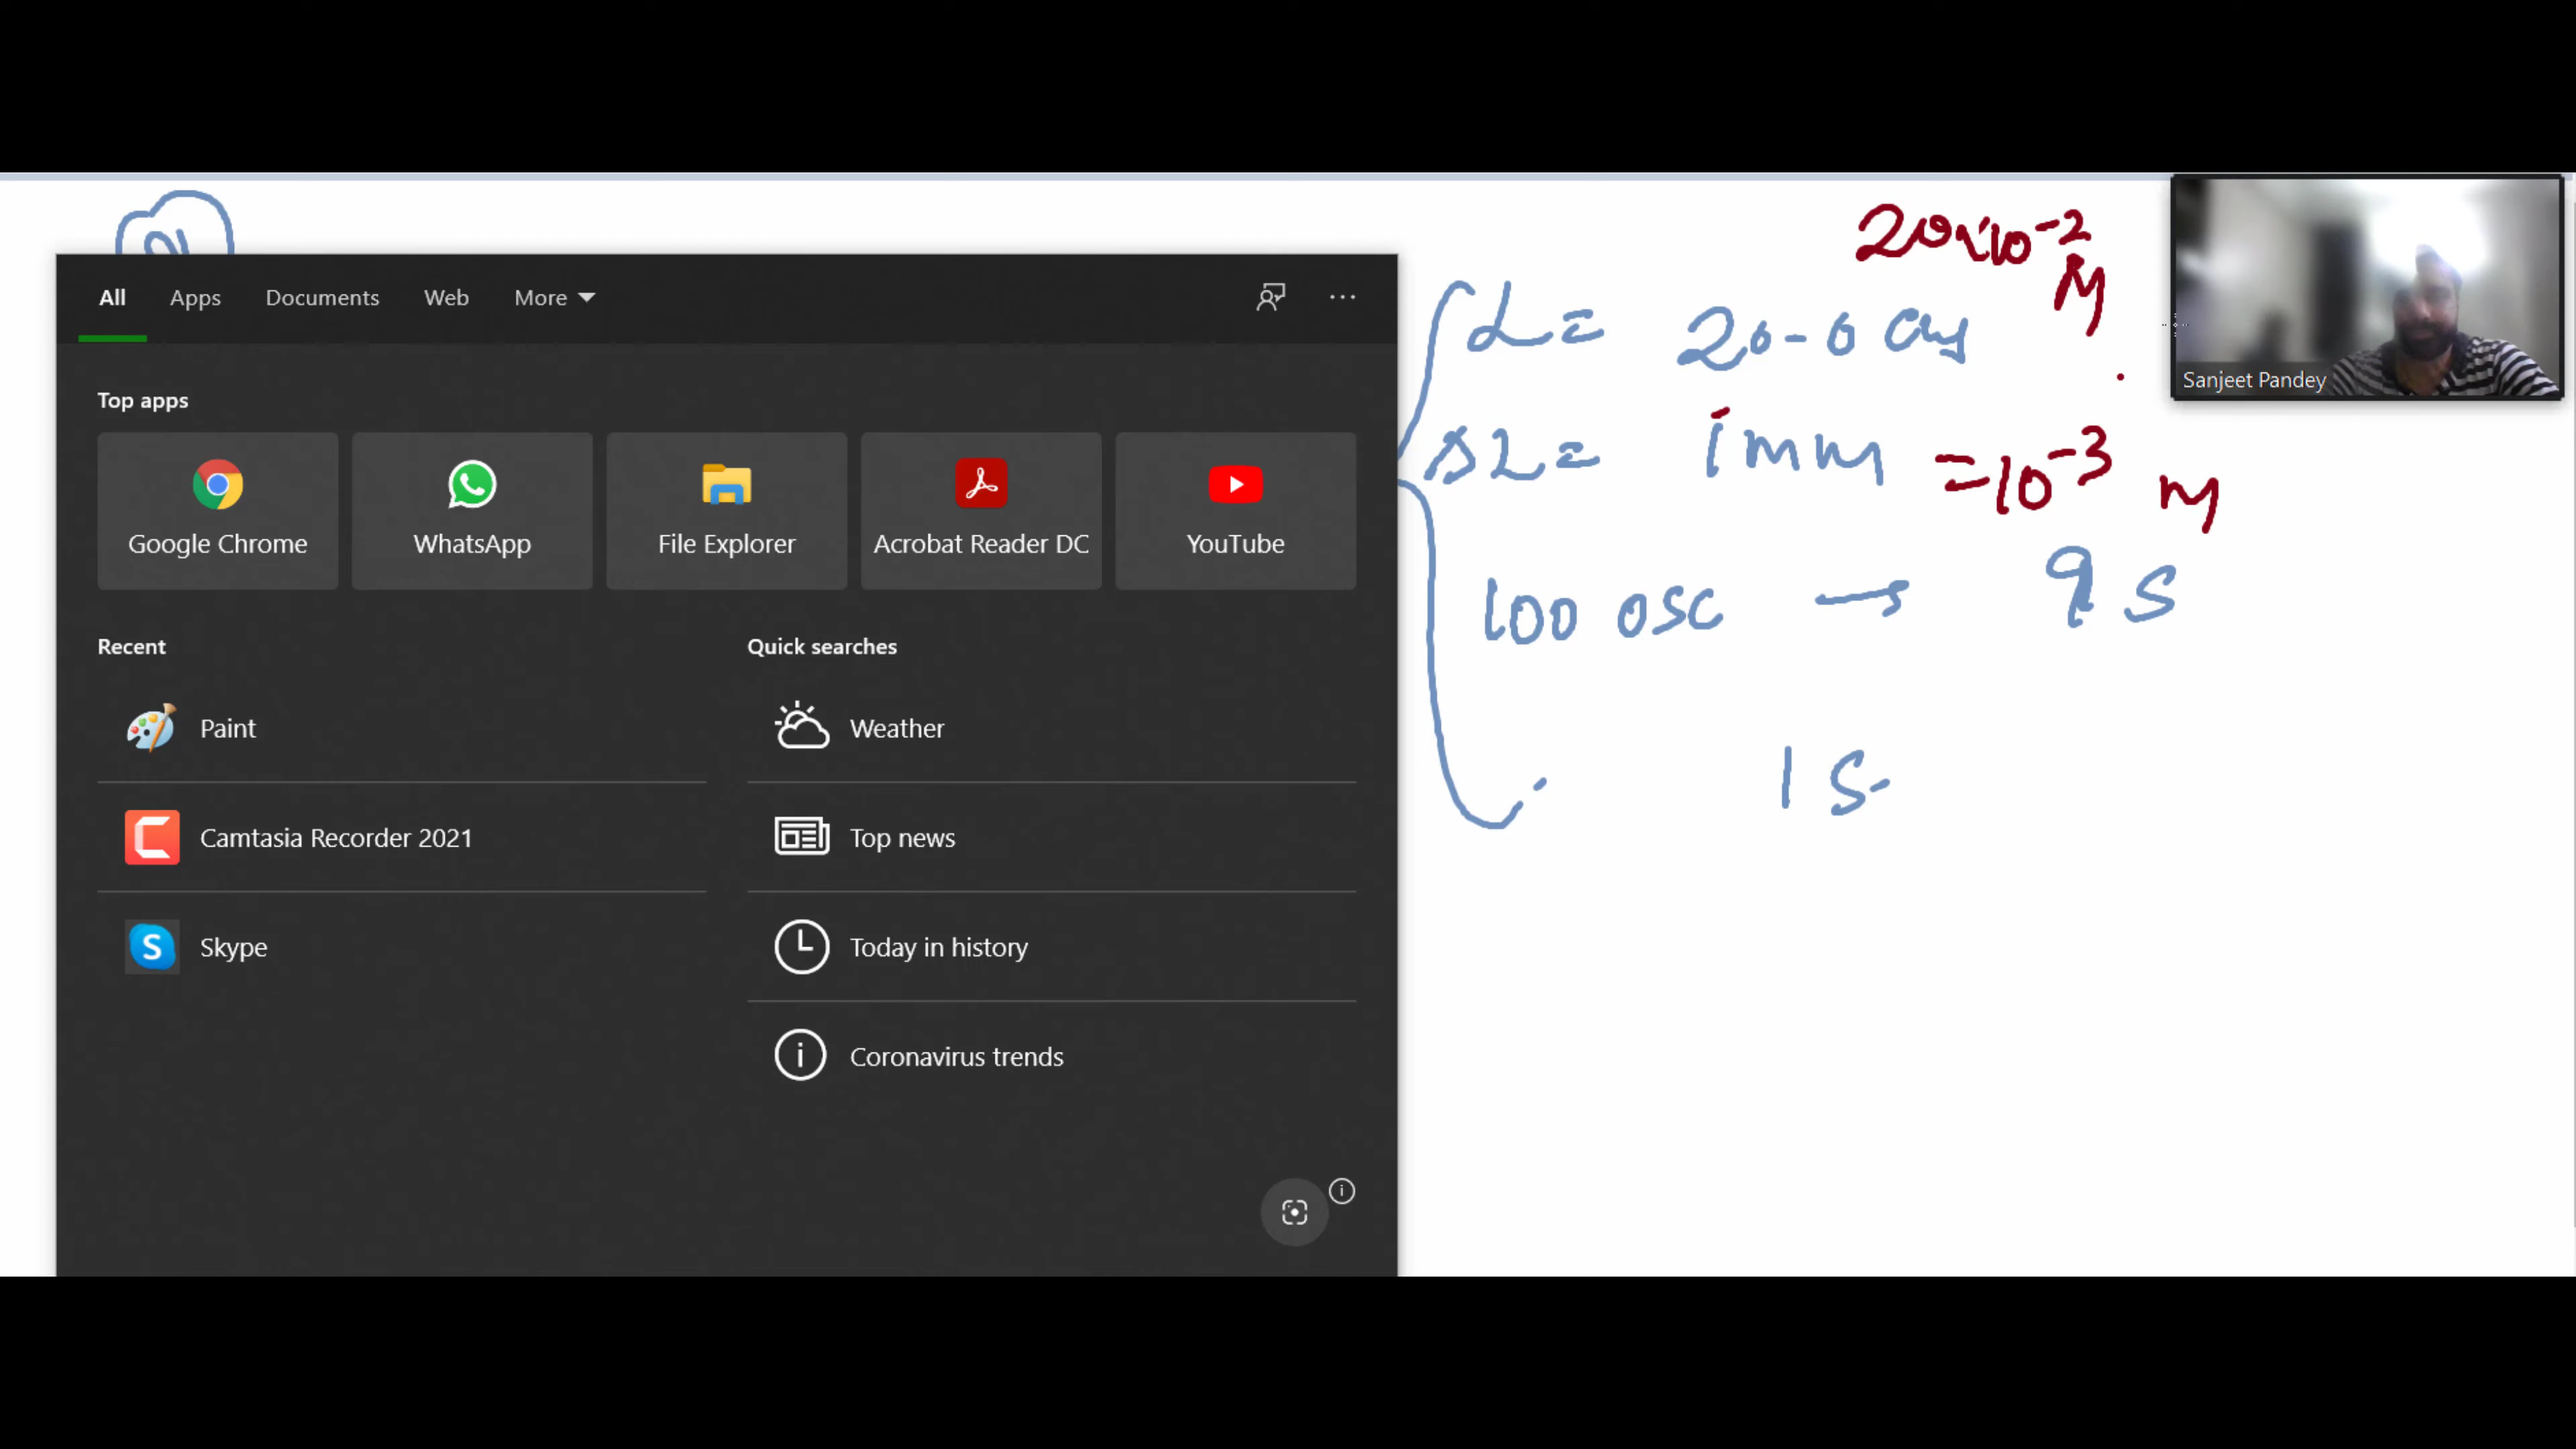 20×10⁻² M
L = 20-0 cm
ΔL = 1mm = 10⁻³ M
100 osc → 9 s
1 s
All Apps Documents Web More
Top apps
Google Chrome WhatsApp File Explorer Acrobat Reader DC YouTube
Recent
Paint
Camtasia Recorder 2021
Skype
Quick searches
Weather
Top news
Today in history
Coronavirus trends
Sanjeet Pandey